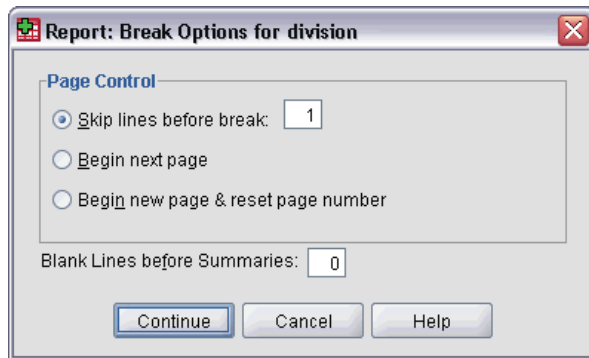 Report: Break Options for division
Page Control
Skip lines before break: 1
Begin next page
Begin new page & reset page number
Blank Lines before Summaries: 0
Continue Cancel Help